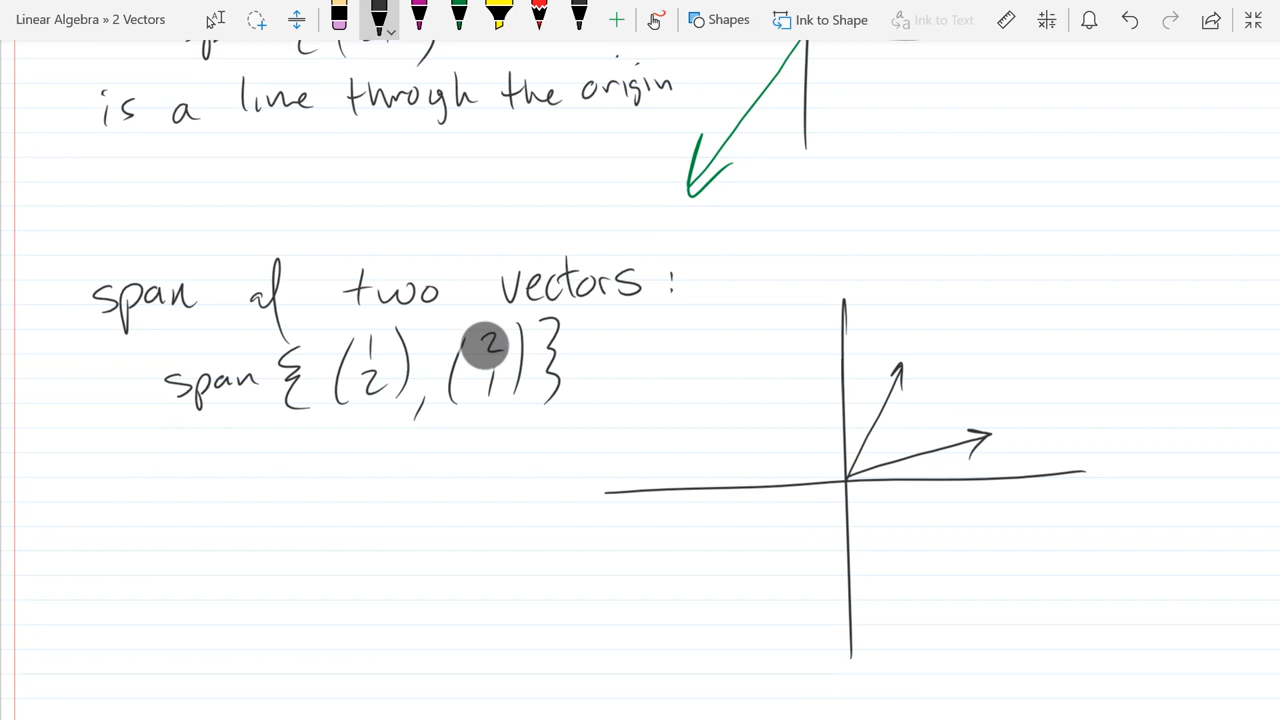 Linear Algebra » 2 Vectors
Shapes
Ink to Shape
Ink to Text
is a line through the origin
span of two vectors:
span { (1 2), (2 1) }